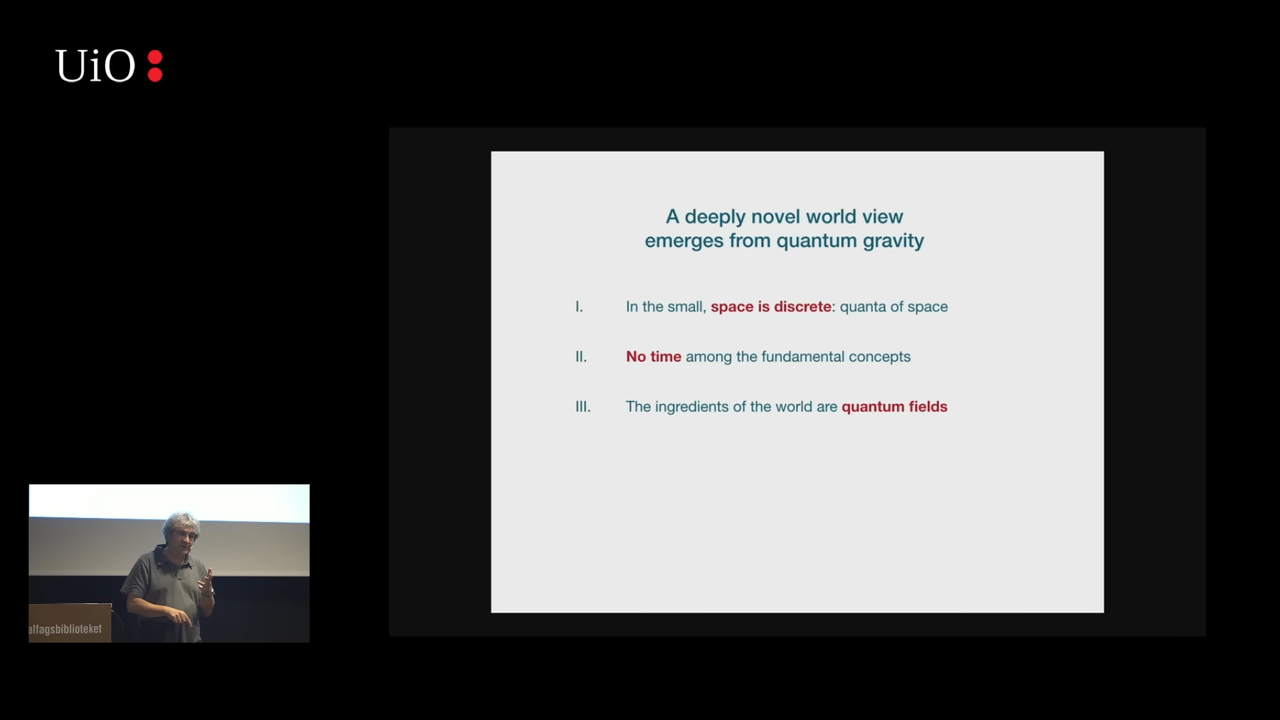 UiO:
A deeply novel world view
emerges from quantum gravity
I. In the small, space is discrete: quanta of space
II. No time among the fundamental concepts
III. The ingredients of the world are quantum fields
alfagsbiblioteket